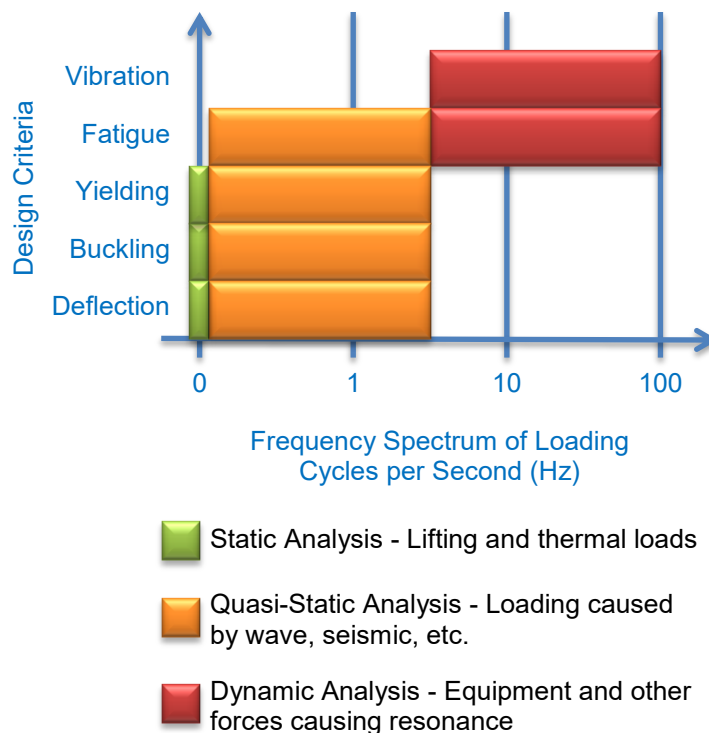 Design Criteria
Vibration
Fatigue
Yielding
Buckling
Deflection
0 1 10 100
Frequency Spectrum of Loading
Cycles per Second (Hz)
Static Analysis - Lifting and thermal loads
Quasi-Static Analysis - Loading caused
by wave, seismic, etc.
Dynamic Analysis - Equipment and other
forces causing resonance